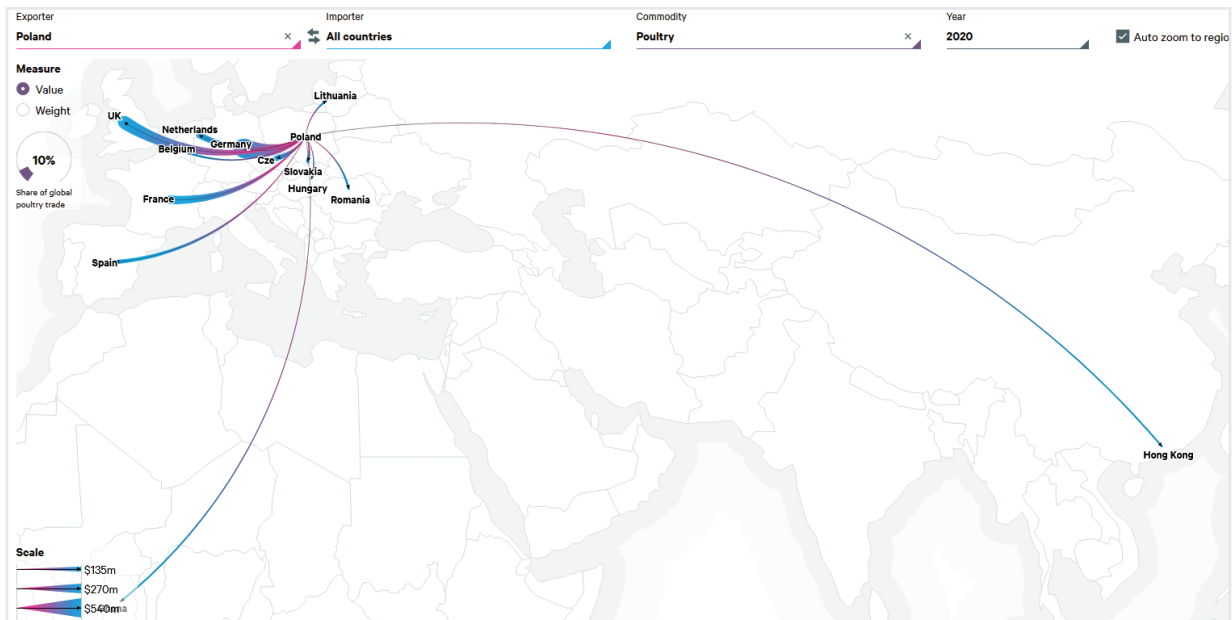 Exporter
Importer
Commodity
Year
Poland
×
All countries
Poultry
×
2020
Auto zoom to regio
Measure
Value
Weight
10%
Share of global
poultry trade
Lithuania
UK
Netherlands
Poland
Belgium
Germany
Cze
Slovakia
Hungary
France
Romania
Spain
Hong Kong
Scale
$135m
$270m
$540m